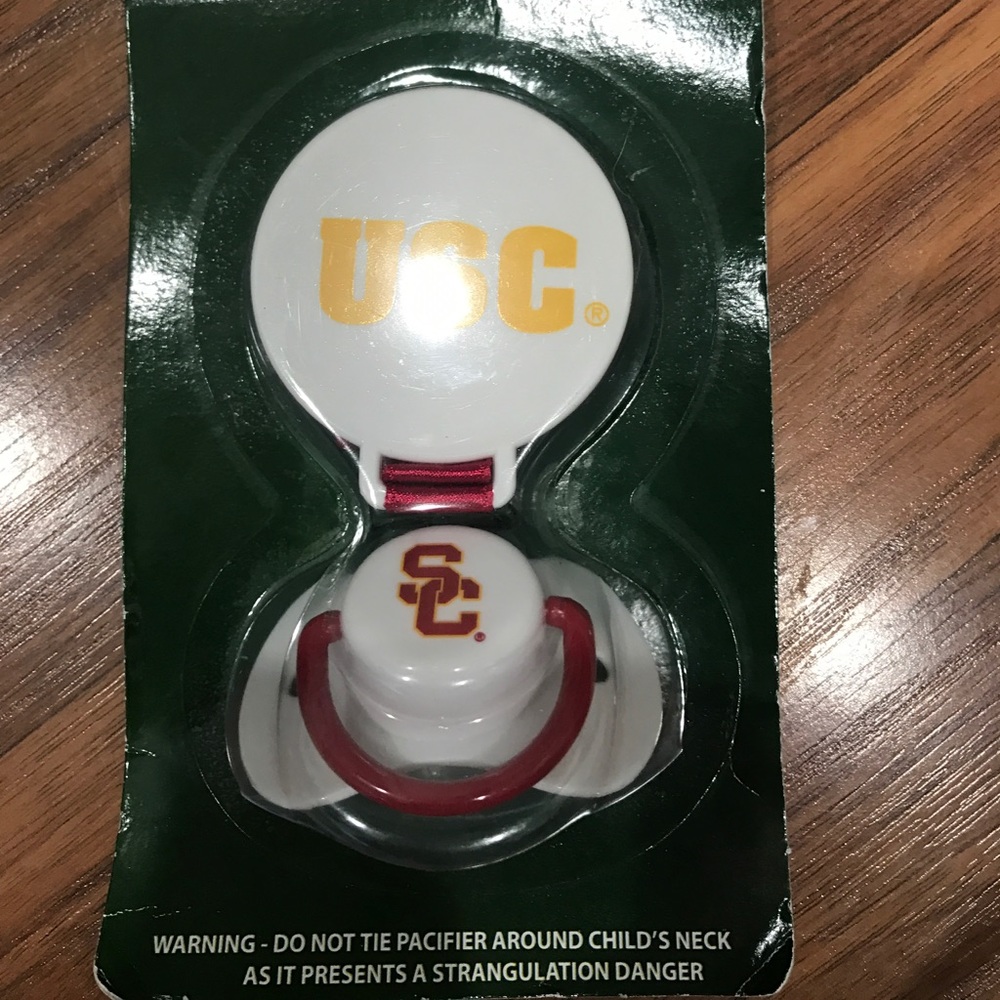 USC®
SC®
WARNING - DO NOT TIE PACIFIER AROUND CHILD'S NECK
AS IT PRESENTS A STRANGULATION DANGER